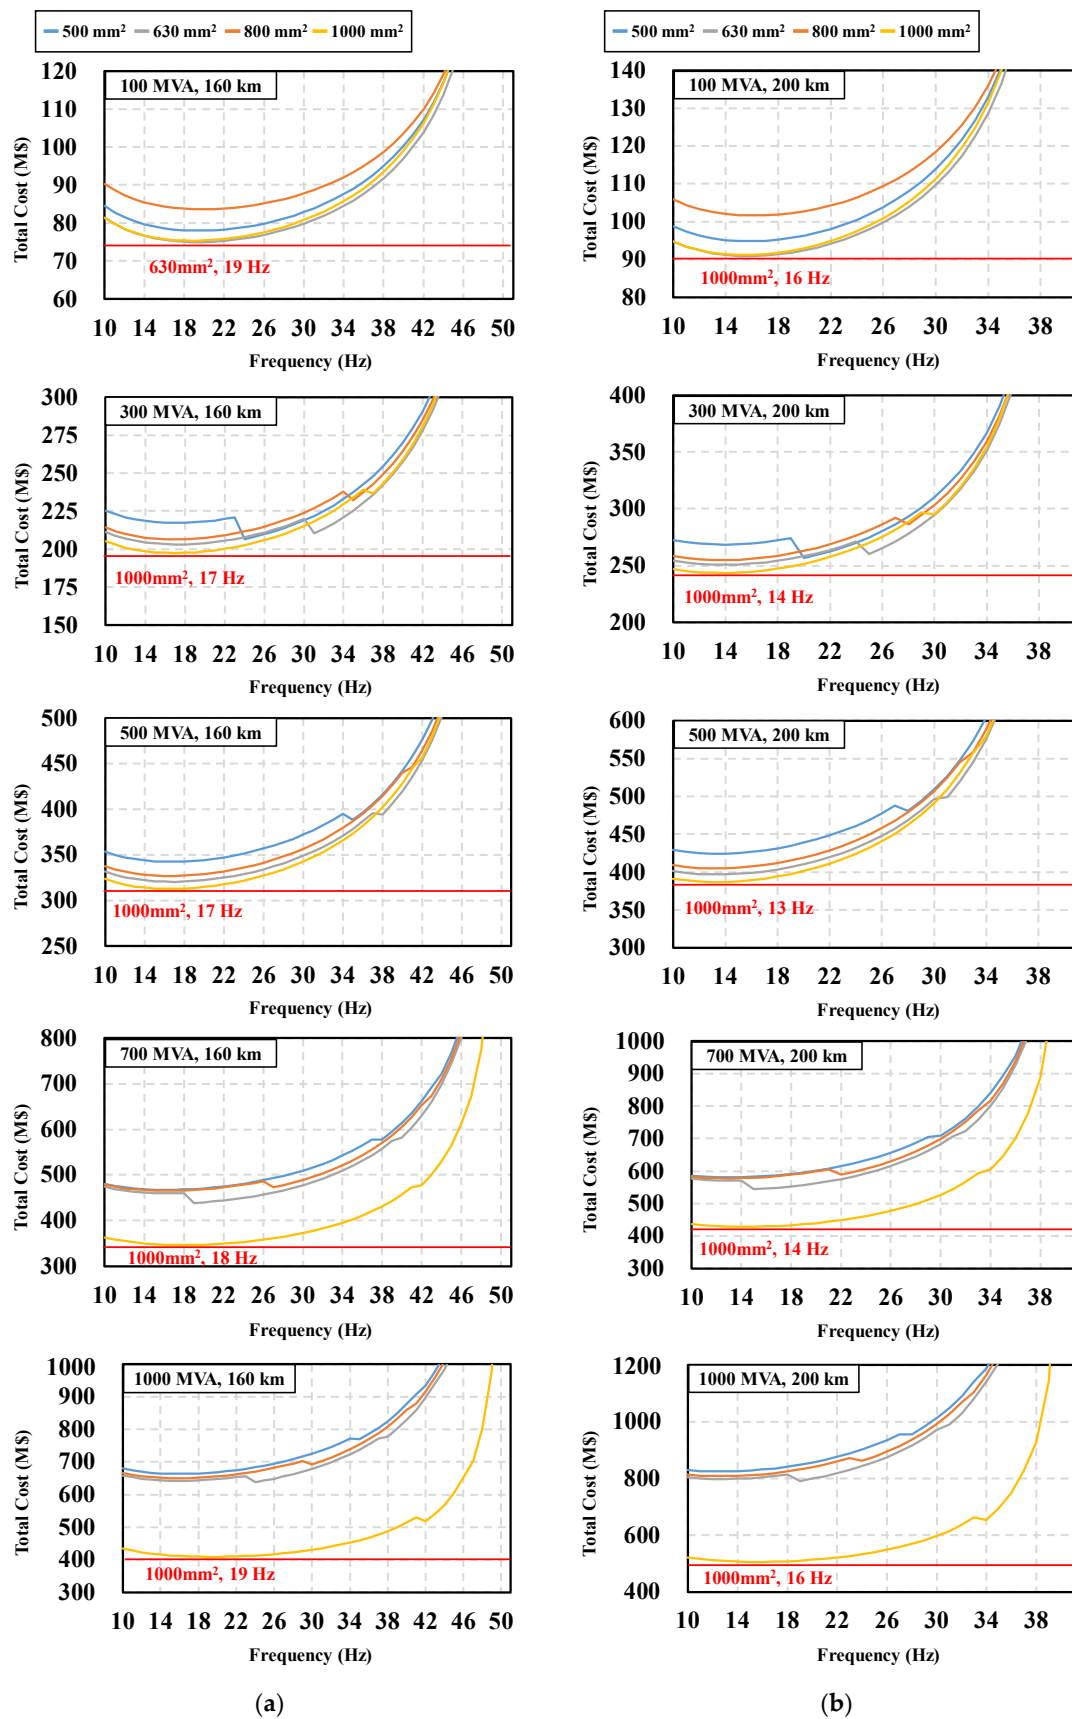 500 mm² 630 mm² 800 mm² 1000 mm²
120
110
100
90
80
70
60
Total Cost (M$)
100 MVA, 160 km
630mm², 19 Hz
10 14 18 22 26 30 34 38 42 46 50
Frequency (Hz)
500 mm² 630 mm² 800 mm² 1000 mm²
140
130
120
110
100
90
80
Total Cost (M$)
100 MVA, 200 km
1000mm², 16 Hz
10 14 18 22 26 30 34 38
Frequency (Hz)
300
275
250
225
200
175
150
Total Cost (M$)
300 MVA, 160 km
1000mm², 17 Hz
10 14 18 22 26 30 34 38 42 46 50
Frequency (Hz)
400
350
300
250
200
Total Cost (M$)
300 MVA, 200 km
1000mm², 14 Hz
10 14 18 22 26 30 34 38
Frequency (Hz)
500
450
400
350
300
250
Total Cost (M$)
500 MVA, 160 km
1000mm², 17 Hz
10 14 18 22 26 30 34 38 42 46 50
Frequency (Hz)
600
550
500
450
400
350
300
Total Cost (M$)
500 MVA, 200 km
1000mm², 13 Hz
10 14 18 22 26 30 34 38
Frequency (Hz)
800
700
600
500
400
300
Total Cost (M$)
700 MVA, 160 km
1000mm², 18 Hz
10 14 18 22 26 30 34 38 42 46 50
Frequency (Hz)
1000
900
800
700
600
500
400
300
Total Cost (M$)
700 MVA, 200 km
1000mm², 14 Hz
10 14 18 22 26 30 34 38
Frequency (Hz)
1000
900
800
700
600
500
400
300
Total Cost (M$)
1000 MVA, 160 km
1000mm², 19 Hz
10 14 18 22 26 30 34 38 42 46 50
Frequency (Hz)
1200
1000
800
600
400
Total Cost (M$)
1000 MVA, 200 km
1000mm², 16 Hz
10 14 18 22 26 30 34 38
Frequency (Hz)
(a)
(b)